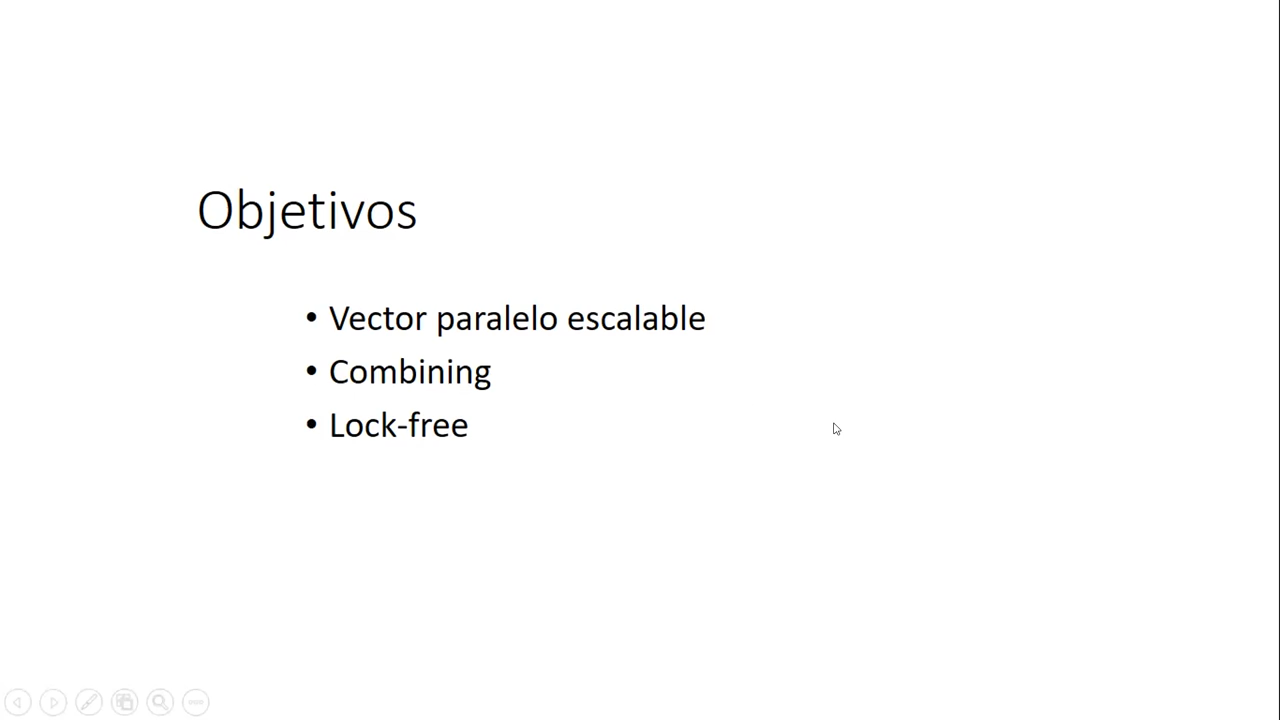 Objetivos
• Vector paralelo escalable
• Combining
• Lock-free